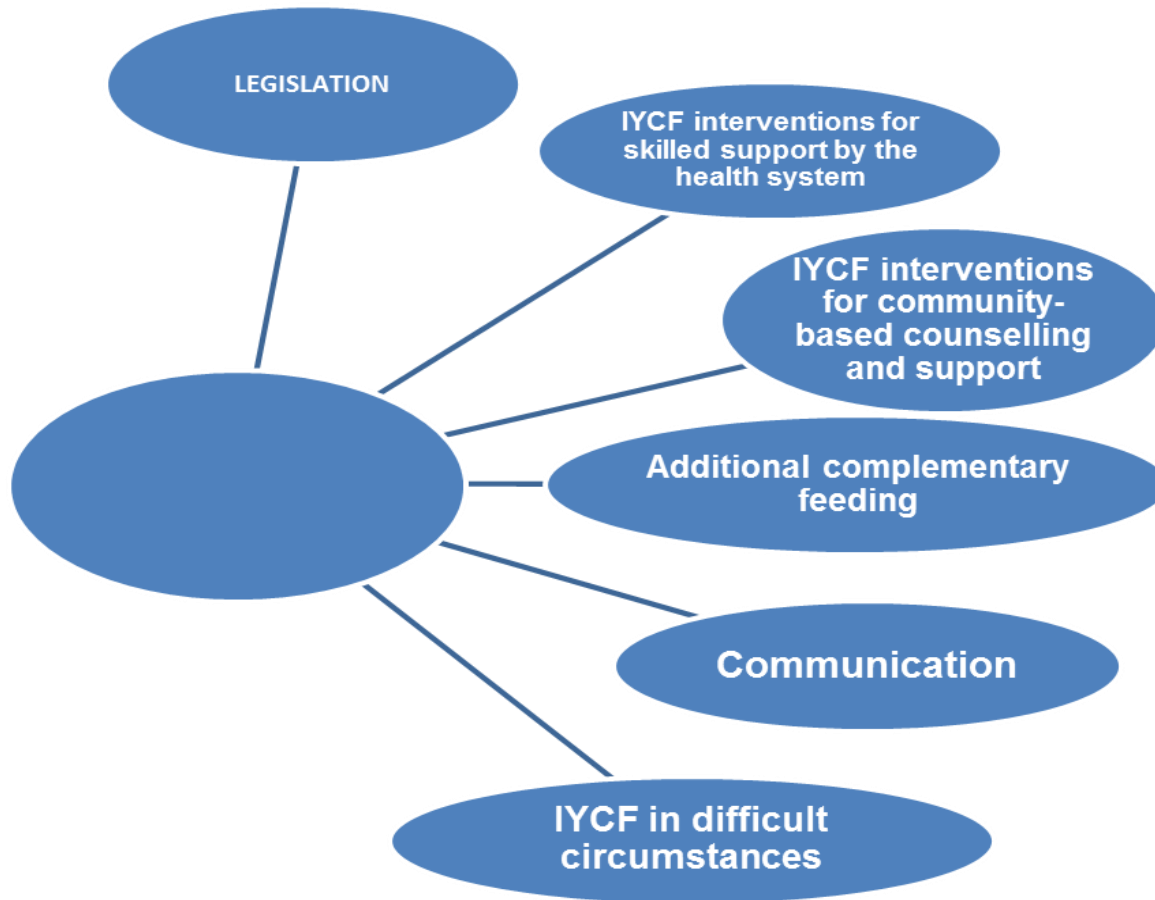 LEGISLATION
IYCF interventions for
skilled support by the
health system
IYCF interventions
for community-
based counselling
and support
Additional complementary
feeding
Communication
IYCF in difficult
circumstances